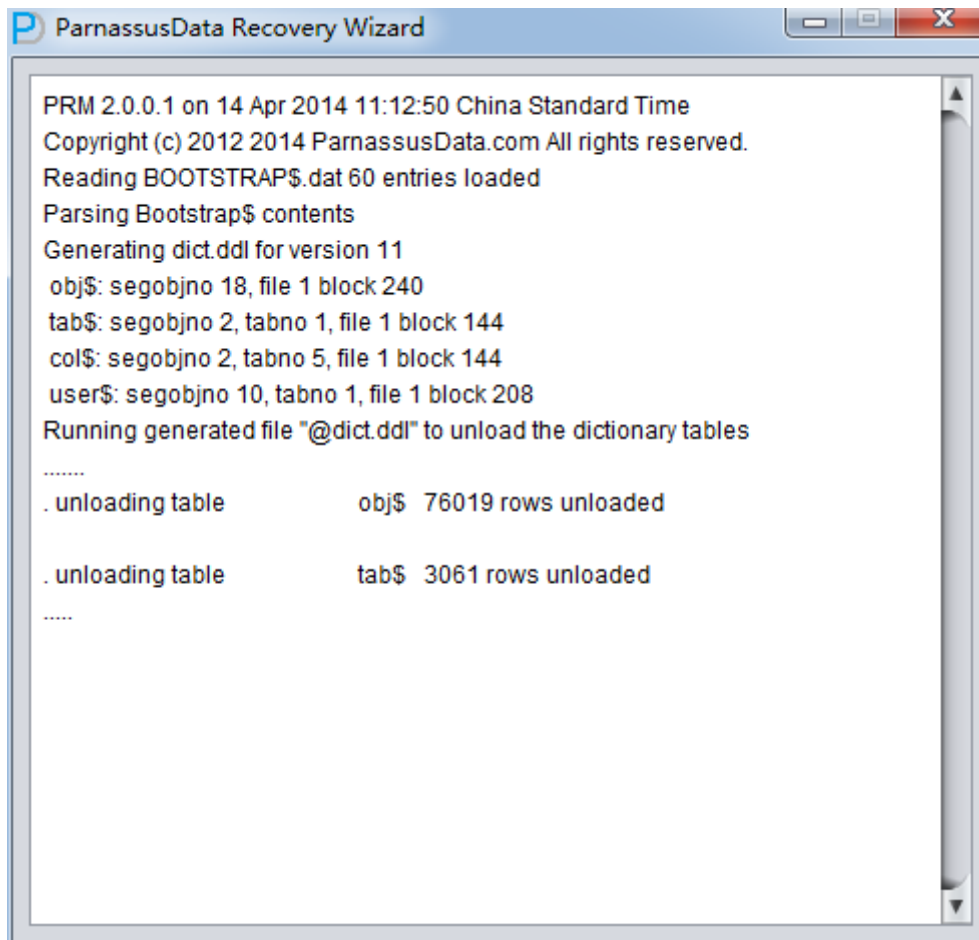 ParnassusData Recovery Wizard
PRM 2.0.0.1 on 14 Apr 2014 11:12:50 China Standard Time
Copyright (c) 2012 2014 ParnassusData.com All rights reserved.
Reading BOOTSTRAP$.dat 60 entries loaded
Parsing Bootstrap$ contents
Generating dict.ddl for version 11
obj$: segobjno 18, file 1 block 240
tab$: segobjno 2, tabno 1, file 1 block 144
col$: segobjno 2, tabno 5, file 1 block 144
user$: segobjno 10, tabno 1, file 1 block 208
Running generated file "@dict.ddl" to unload the dictionary tables
.......
. unloading table obj$ 76019 rows unloaded
. unloading table tab$ 3061 rows unloaded
.....